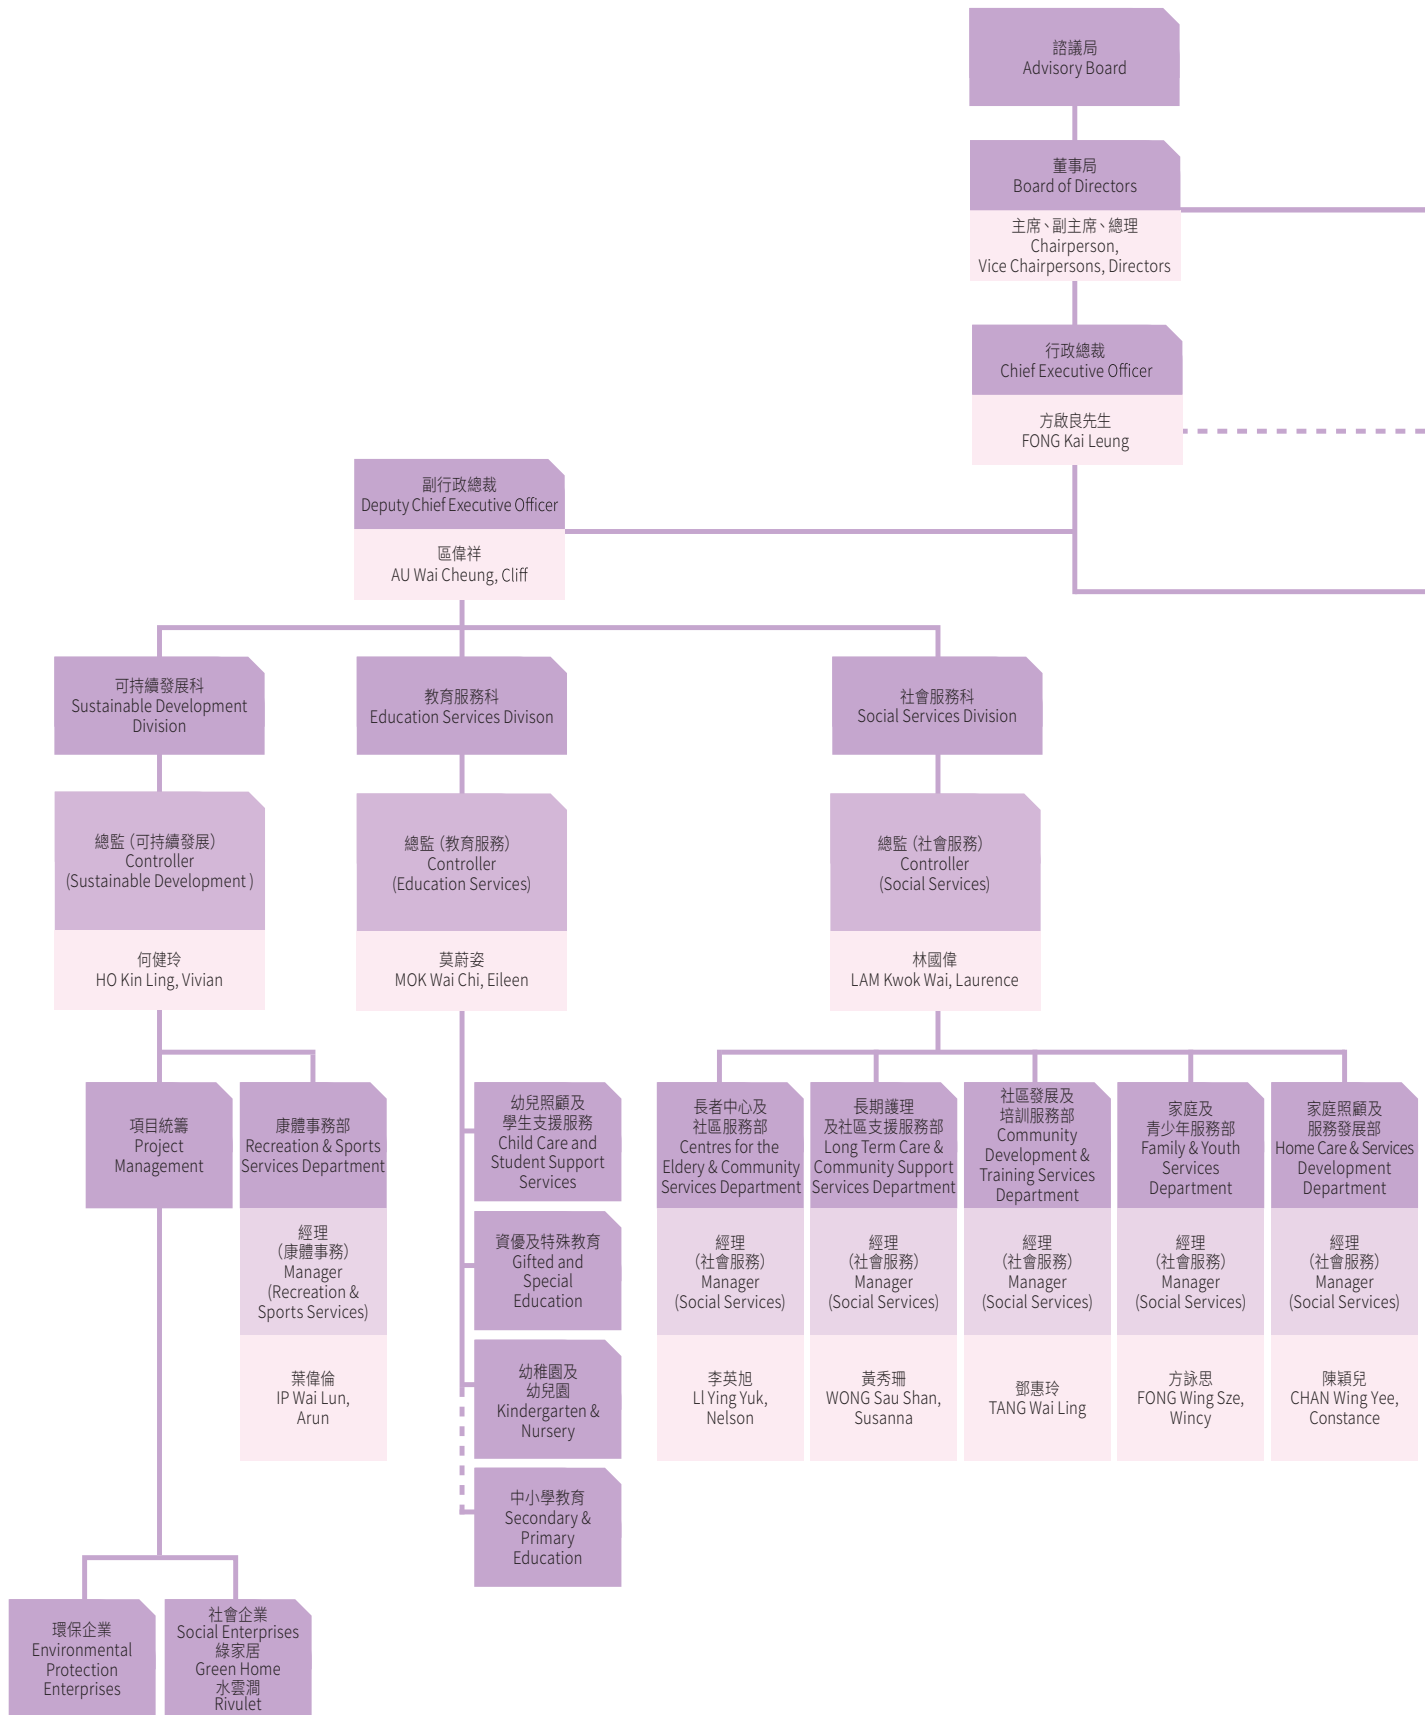 諮議局
Advisory Board
董事局
Board of Directors
主席、副主席、總理
Chairperson,
Vice Chairpersons, Directors
行政總裁
Chief Executive Officer
方啟良先生
FONG Kai Leung
副行政總裁
Deputy Chief Executive Officer
區偉祥
AU Wai Cheung, Cliff
可持續發展科
Sustainable Development
Division
教育服務科
Education Services Divison
社會服務科
Social Services Division
總監（可持續發展）
Controller
(Sustainable Development )
何健玲
HO Kin Ling, Vivian
總監（教育服務）
Controller
(Education Services)
莫蔚姿
MOK Wai Chi, Eileen
總監（社會服務）
Controller
(Social Services)
林國偉
LAM Kwok Wai, Laurence
項目統籌
Project
Management
康體事務部
Recreation & Sports
Services Department
經理
（康體事務）
Manager
(Recreation &
Sports Services)
葉偉倫
IP Wai Lun,
Arun
幼兒照顧及
學生支援服務
Child Care and
Student Support
Services
資優及特殊教育
Gifted and
Special
Education
幼稚園及
幼兒園
Kindergarten &
Nursery
中小學教育
Secondary &
Primary
Education
長者中心及
社區服務部
Centres for the
Eldery & Community
Services Department
經理
（社會服務）
Manager
(Social Services)
李英旭
LI Ying Yuk,
Nelson
長期護理
及社區支援服務部
Long Term Care &
Community Support
Services Department
經理
（社會服務）
Manager
(Social Services)
黃秀珊
WONG Sau Shan,
Susanna
社區發展及
培訓服務部
Community
Development &
Training Services
Department
經理
（社會服務）
Manager
(Social Services)
鄧惠玲
TANG Wai Ling
家庭及
青少年服務部
Family & Youth
Services
Department
經理
（社會服務）
Manager
(Social Services)
方詠思
FONG Wing Sze,
Wincy
家庭照顧及
服務發展部
Home Care & Services
Development
Department
經理
（社會服務）
Manager
(Social Services)
陳穎兒
CHAN Wing Yee,
Constance
環保企業
Environmental
Protection
Enterprises
社會企業
Social Enterprises
綠家居
Green Home
水雲澗
Rivulet